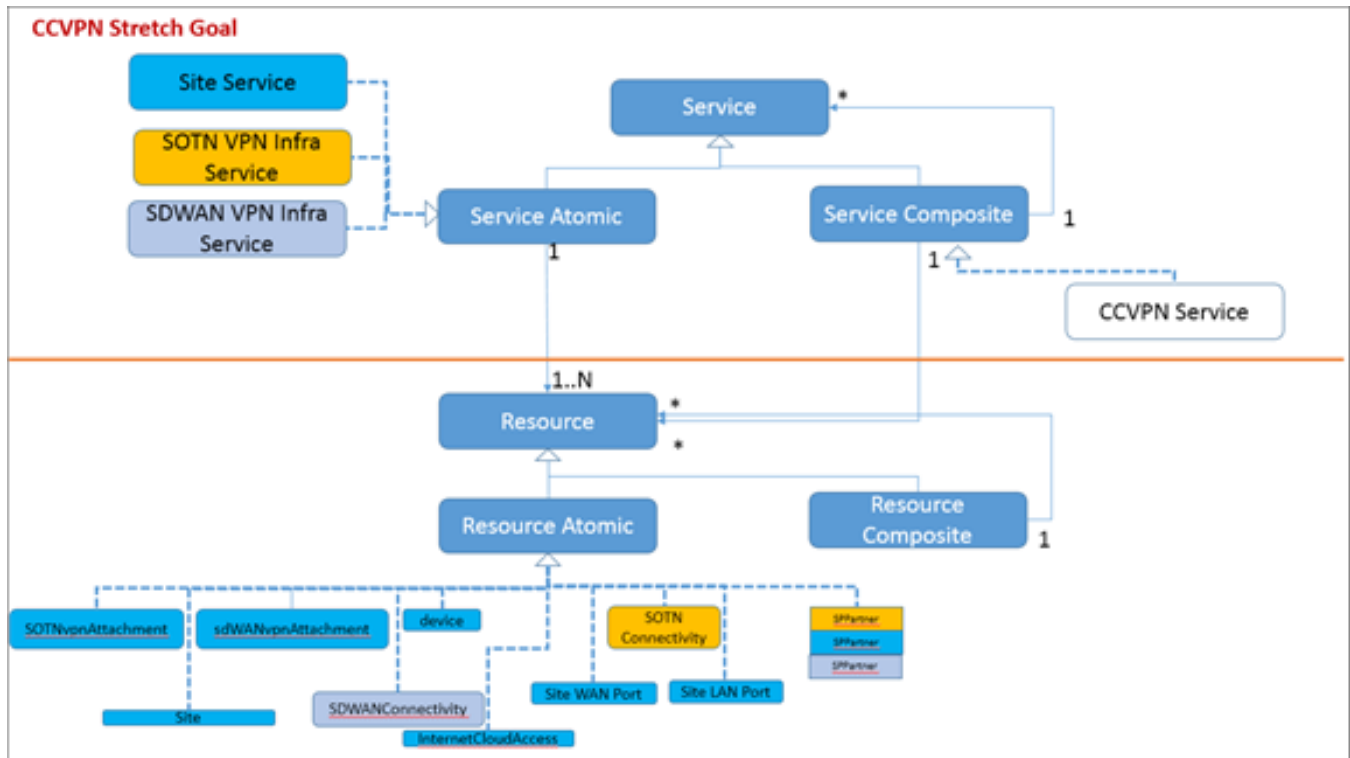 CCVPN Stretch Goal
Site Service
SOTN VPN Infra
Service
SDWAN VPN Infra
Service
Service
*
Service Atomic
1
Service Composite
1
1
CCVPN Service
1..N
Resource
*
*
Resource Atomic
Resource
Composite
1
SOTNvpnAttachment
sdWANvpnAttachment
device
SOTN
Connectivity
SPPartner
SPPartner
SPPartner
Site WAN Port
Site LAN Port
Site
SDWANConnectivity
InternetCloudAccess